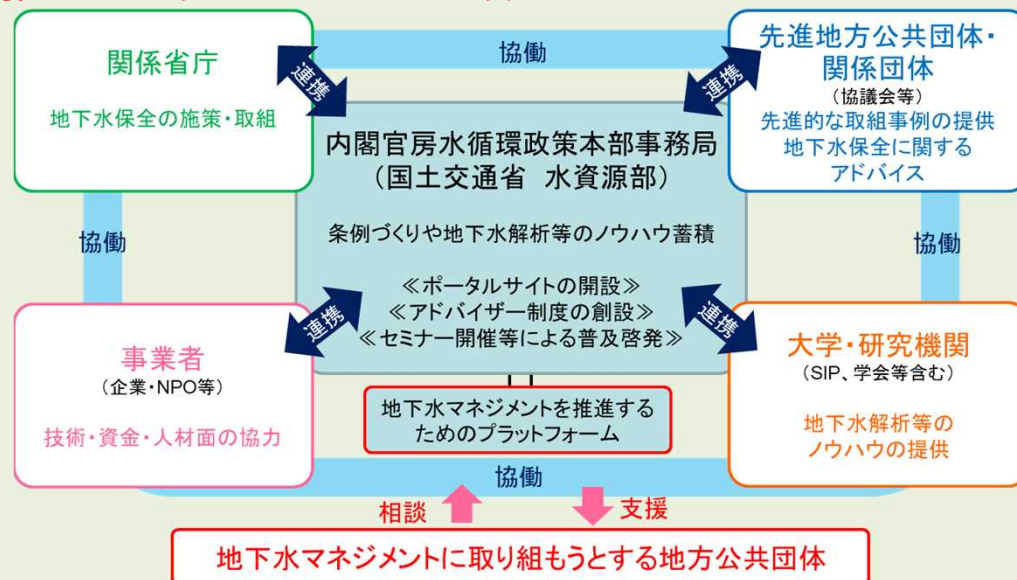 協働
関係省庁
地下水保全の施策・取組
連携
先進地方公共団体・
関係団体
（協議会等）
先進的な取組事例の提供
地下水保全に関する
アドバイス
連携
内閣官房水循環政策本部事務局
（国土交通省 水資源部）
条例づくりや地下水解析等のノウハウ蓄積
≪ポータルサイトの開設≫
≪アドバイザー制度の創設≫
≪セミナー開催等による普及啓発≫
協働
協働
事業者
（企業・NPO等）
技術・資金・人材面の協力
連携
大学・研究機関
（SIP、学会等含む）
地下水解析等の
ノウハウの提供
連携
地下水マネジメントを推進する
ためのプラットフォーム
協働
相談
支援
地下水マネジメントに取り組もうとする地方公共団体